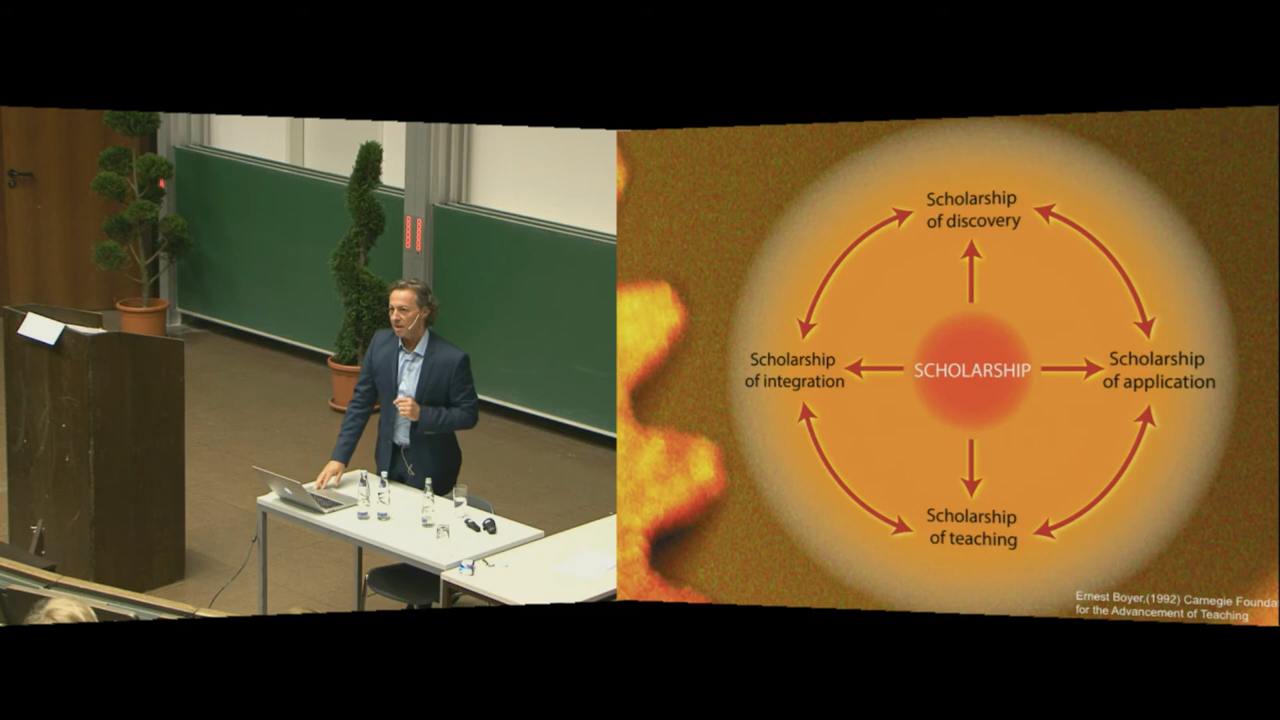 Scholarship
of discovery
Scholarship
of integration
SCHOLARSHIP
Scholarship
of application
Scholarship
of teaching
Ernest Boyer,(1992) Carnegie Founda
for the Advancement of Teaching